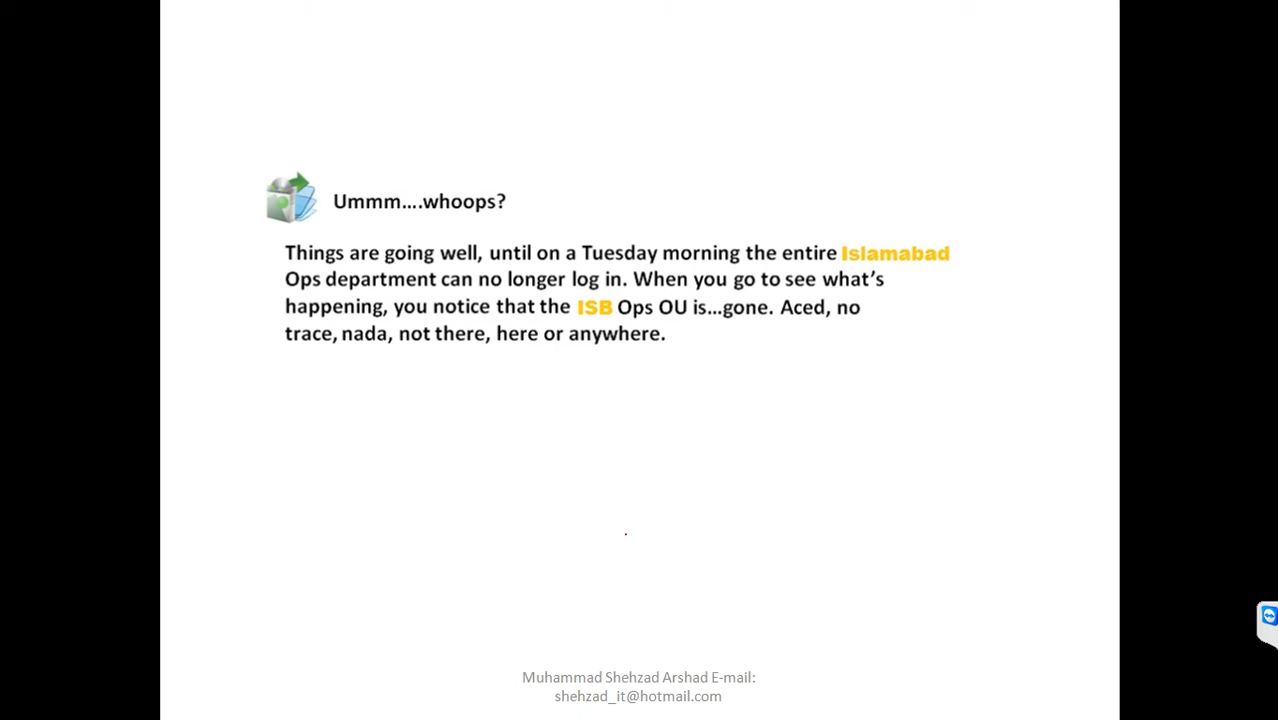 Ummm....whoops?
Things are going well, until on a Tuesday morning the entire Islamabad
Ops department can no longer log in. When you go to see what's
happening, you notice that the ISB Ops OU is...gone. Aced, no
trace, nada, not there, here or anywhere.
Muhammad Shehzad Arshad E-mail:
shehzad_it@hotmail.com